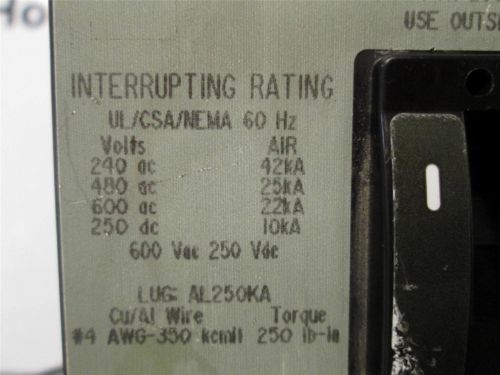 Ho
USE OUTS
INTERRUPTING RATING
UL/CSA/NEMA 60 Hz
Volts AIR
240 ac 42kA
480 ac 25kA
600 ac 22kA
250 dc 10kA
600 Vac 250 Vdc
LUG: AL250KA
Cu/Al Wire Torque
#4 AWG-350 kcmil 250 lb-in